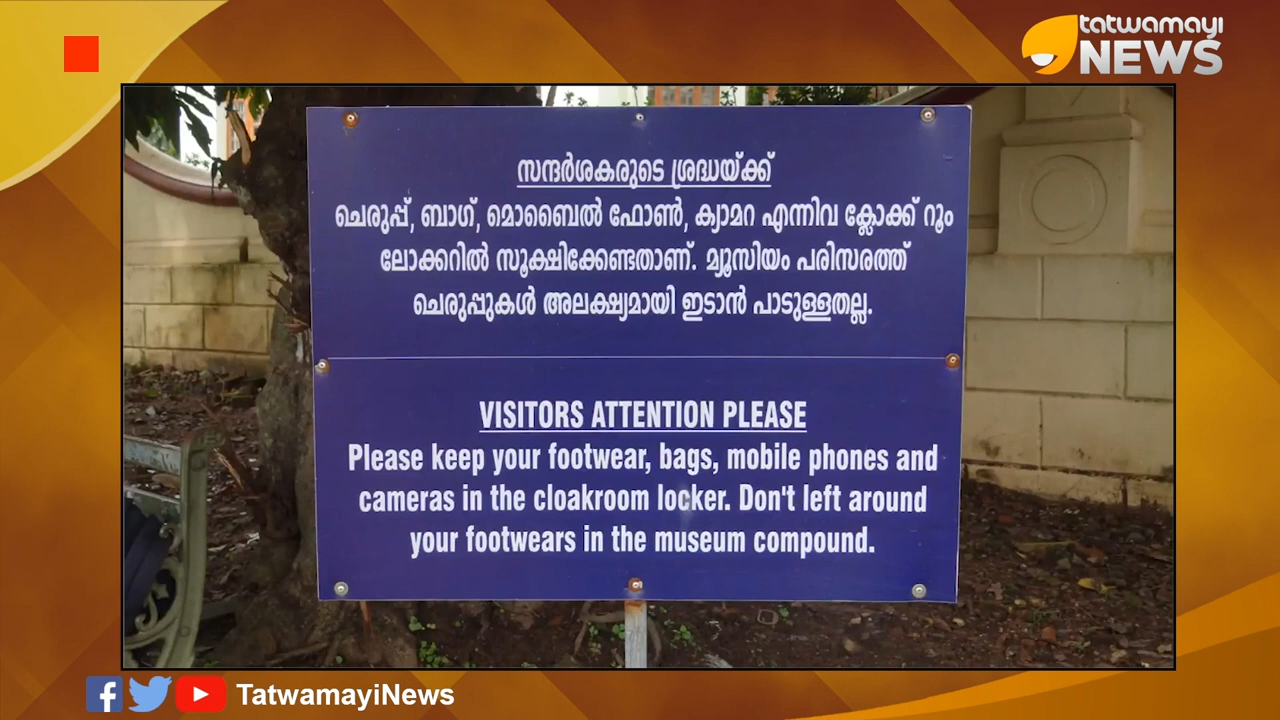 tatwamayi
NEWS
സന്ദർശകരുടെ ശ്രദ്ധയ്ക്ക്
ചെരുപ്പ്, ബാഗ്, മൊബൈൽ ഫോൺ, ക്യാമറ എന്നിവ ക്ലോക്ക് റൂം
ലോക്കറിൽ സൂക്ഷിക്കേണ്ടതാണ്. മ്യൂസിയം പരിസരത്ത്
ചെരുപ്പുകൾ അലക്ഷ്യമായി ഇടാൻ പാടുള്ളതല്ല.
VISITORS ATTENTION PLEASE
Please keep your footwear, bags, mobile phones and
cameras in the cloakroom locker. Don't left around
your footwears in the museum compound.
TatwamayiNews